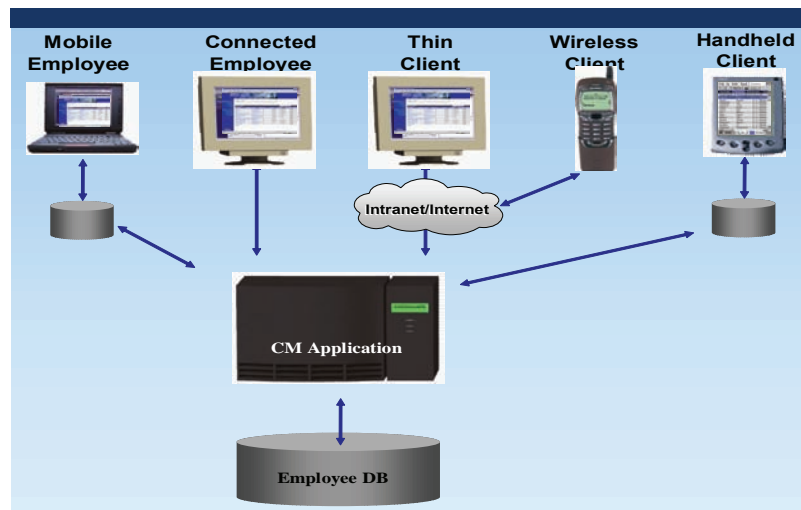 Mobile
Employee
Connected
Employee
Thin
Client
Wireless
Client
Handheld
Client
Intranet/Internet
CM Application
Employee DB